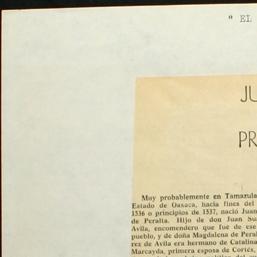 " EL
JU
PR
Muy probablemente en Tamazula
Estado de Oaxaca, hacia fines del
1536 o principios de 1537, nació Juan
de Peralta. Hijo de don Juan Suá
Avila, encomendero que fue de ese
pueblo, y de doña Magdalena de Peral
rez de Avila era hermano de Catalina
Marcayda, primera esposa de Cortés,